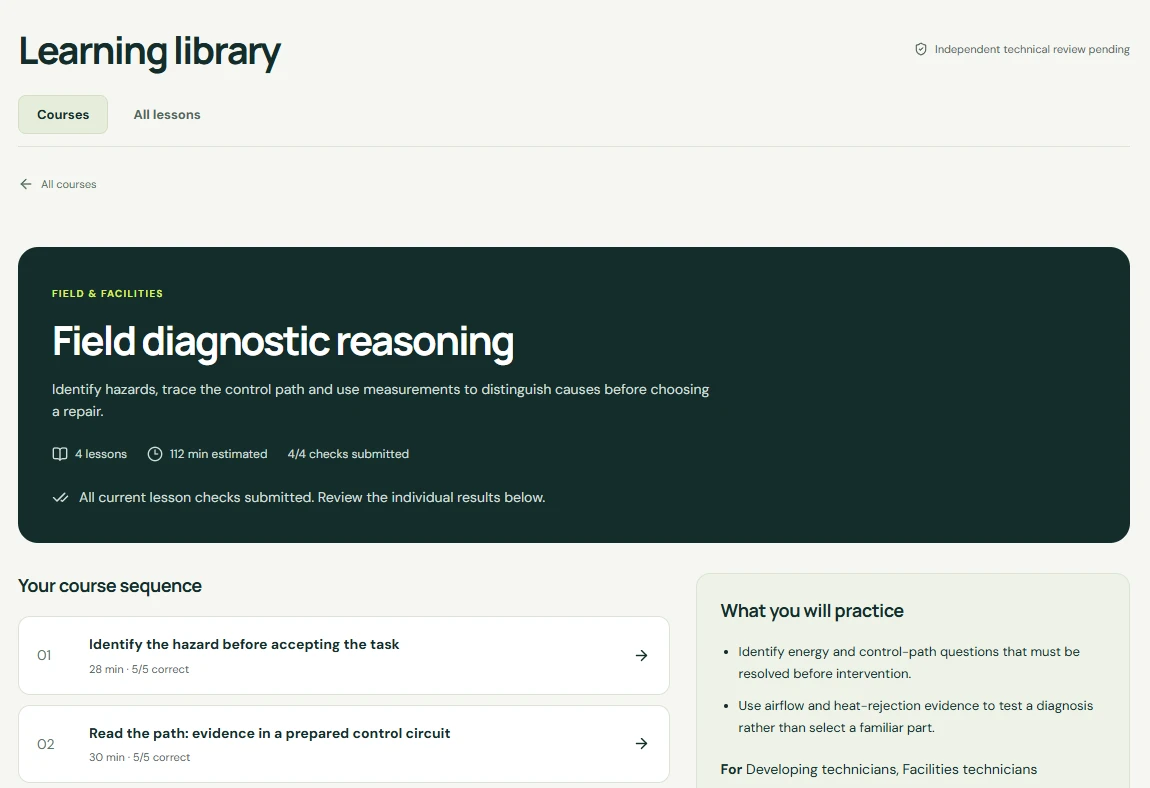 Learning library
Independent technical review pending
Courses
All lessons
All courses
FIELD & FACILITIES
Field diagnostic reasoning
Identify hazards, trace the control path and use measurements to distinguish causes before choosing
a repair.
4 lessons
112 min estimated
4/4 checks submitted
All current lesson checks submitted. Review the individual results below.
Your course sequence
01
Identify the hazard before accepting the task
28 min · 5/5 correct
02
Read the path: evidence in a prepared control circuit
30 min · 5/5 correct
What you will practice
• Identify energy and control-path questions that must be
resolved before intervention.
• Use airflow and heat-rejection evidence to test a diagnosis
rather than select a familiar part.
For Developing technicians, Facilities technicians